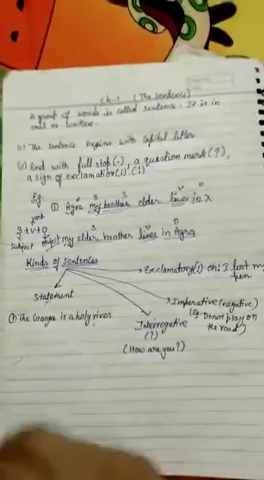 Ch-1 (The Sentence)
A group of words is called sentence. It is in
oral or written.
(i) The Sentence begins with Capital letter
(ii) End with full stop (.), a question mark (?),
a sign of exclamation (!)
Eg. ① Agra my brother elder lives in X
S+V+O
Subject object my elder brother lives in Agra
Kinds of Sentences
Exclamatory (!) oh! I lost my
pen
Statement
Imperative (negative)
① The Ganga is a holy river
(Eg Do not play on
the road)
Interrogative
(?)
(How are you?)